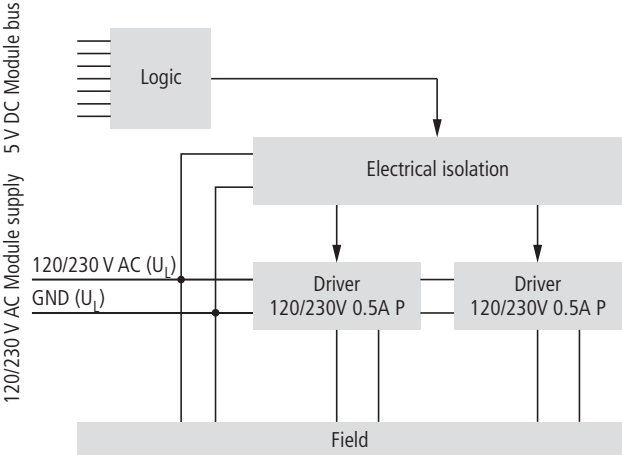 5 V DC Module bus
Logic
Electrical isolation
120/230 V AC Module supply
120/230 V AC (UL)
GND (UL)
Driver
120/230V 0.5A P
Driver
120/230V 0.5A P
Field